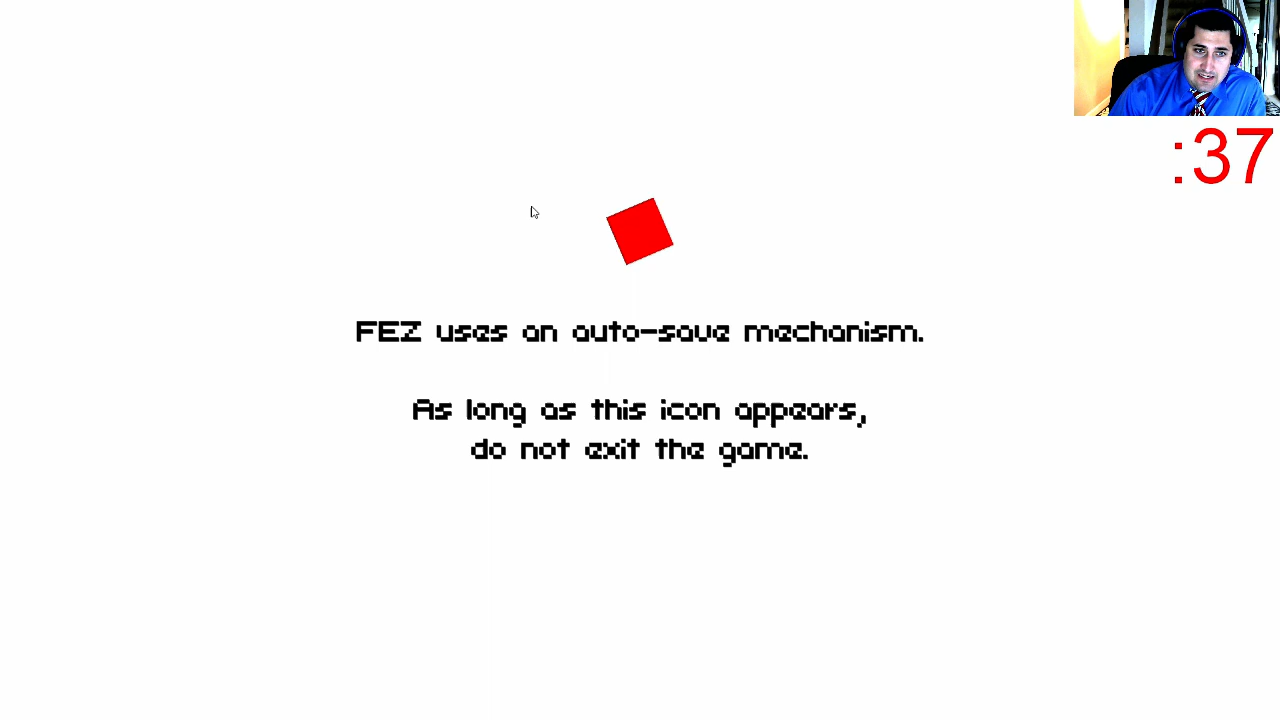 :37
FEZ uses an auto-save mechanism.
As long as this icon appears,
do not exit the game.